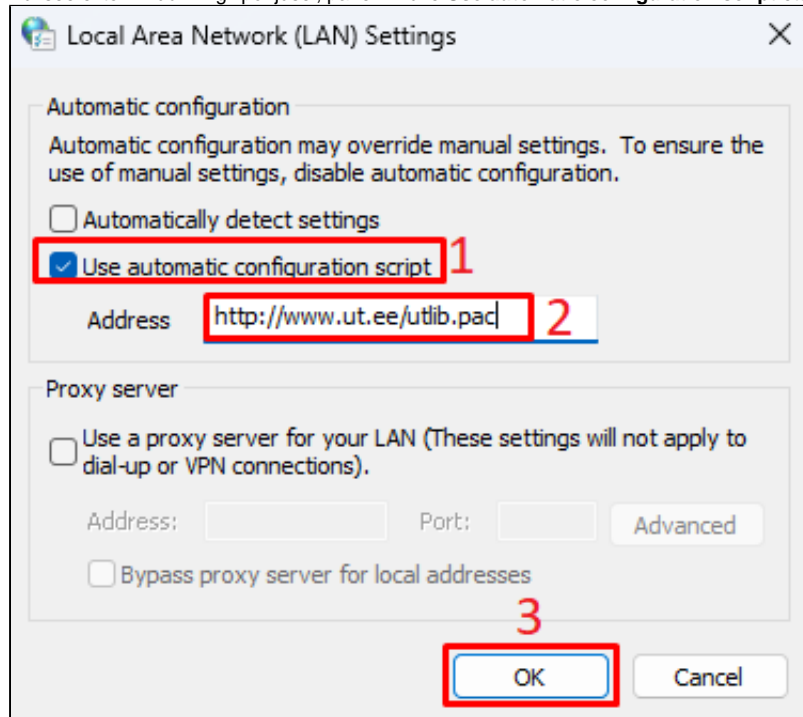 Local Area Network (LAN) Settings
Automatic configuration
Automatic configuration may override manual settings. To ensure the
use of manual settings, disable automatic configuration.
Automatically detect settings
Use automatic configuration script 1
Address http://www.ut.ee/utlib.pac 2
Proxy server
Use a proxy server for your LAN (These settings will not apply to
dial-up or VPN connections).
Address: Port: Advanced
Bypass proxy server for local addresses
3
OK Cancel